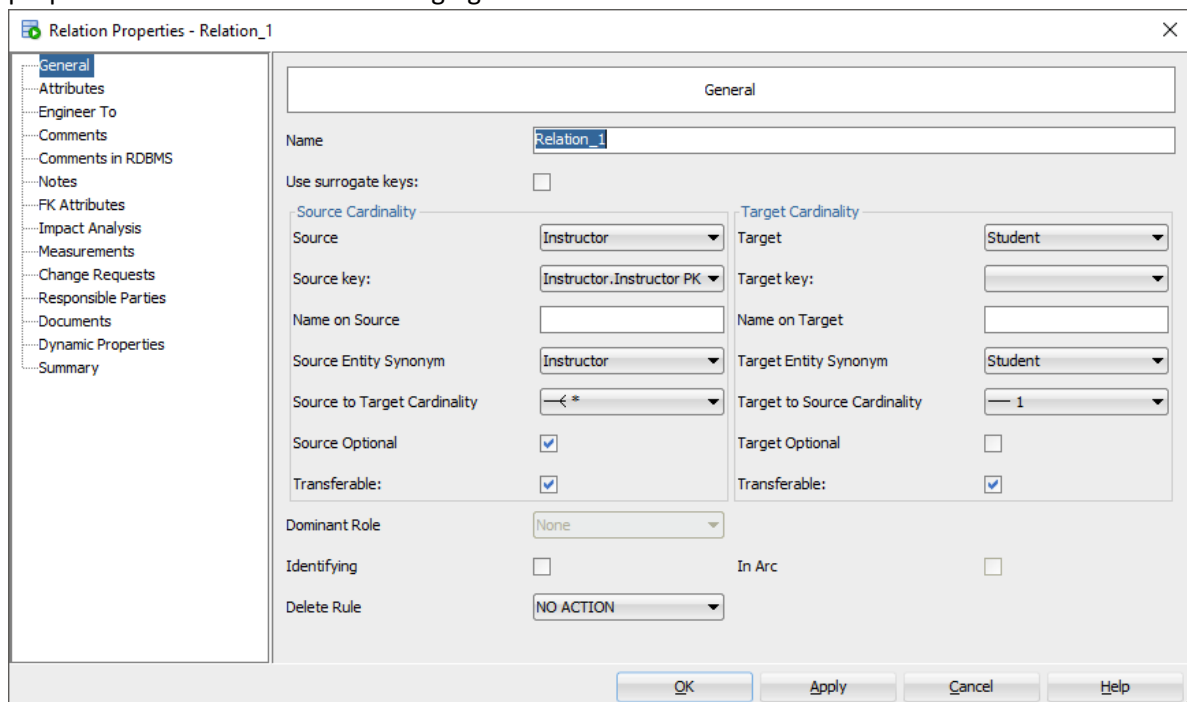 Relation Properties - Relation_1
General
Attributes
Engineer To
Comments
Comments in RDBMS
Notes
FK Attributes
Impact Analysis
Measurements
Change Requests
Responsible Parties
Documents
Dynamic Properties
Summary
General
Name Relation_1
Use surrogate keys:
Source Cardinality Target Cardinality
Source Instructor Target Student
Source key: Instructor.Instructor PK Target key:
Name on Source Name on Target
Source Entity Synonym Instructor Target Entity Synonym Student
Source to Target Cardinality * Target to Source Cardinality 1
Source Optional Target Optional
Transferable: Transferable:
Dominant Role None
Identifying In Arc
Delete Rule NO ACTION
OK Apply Cancel Help